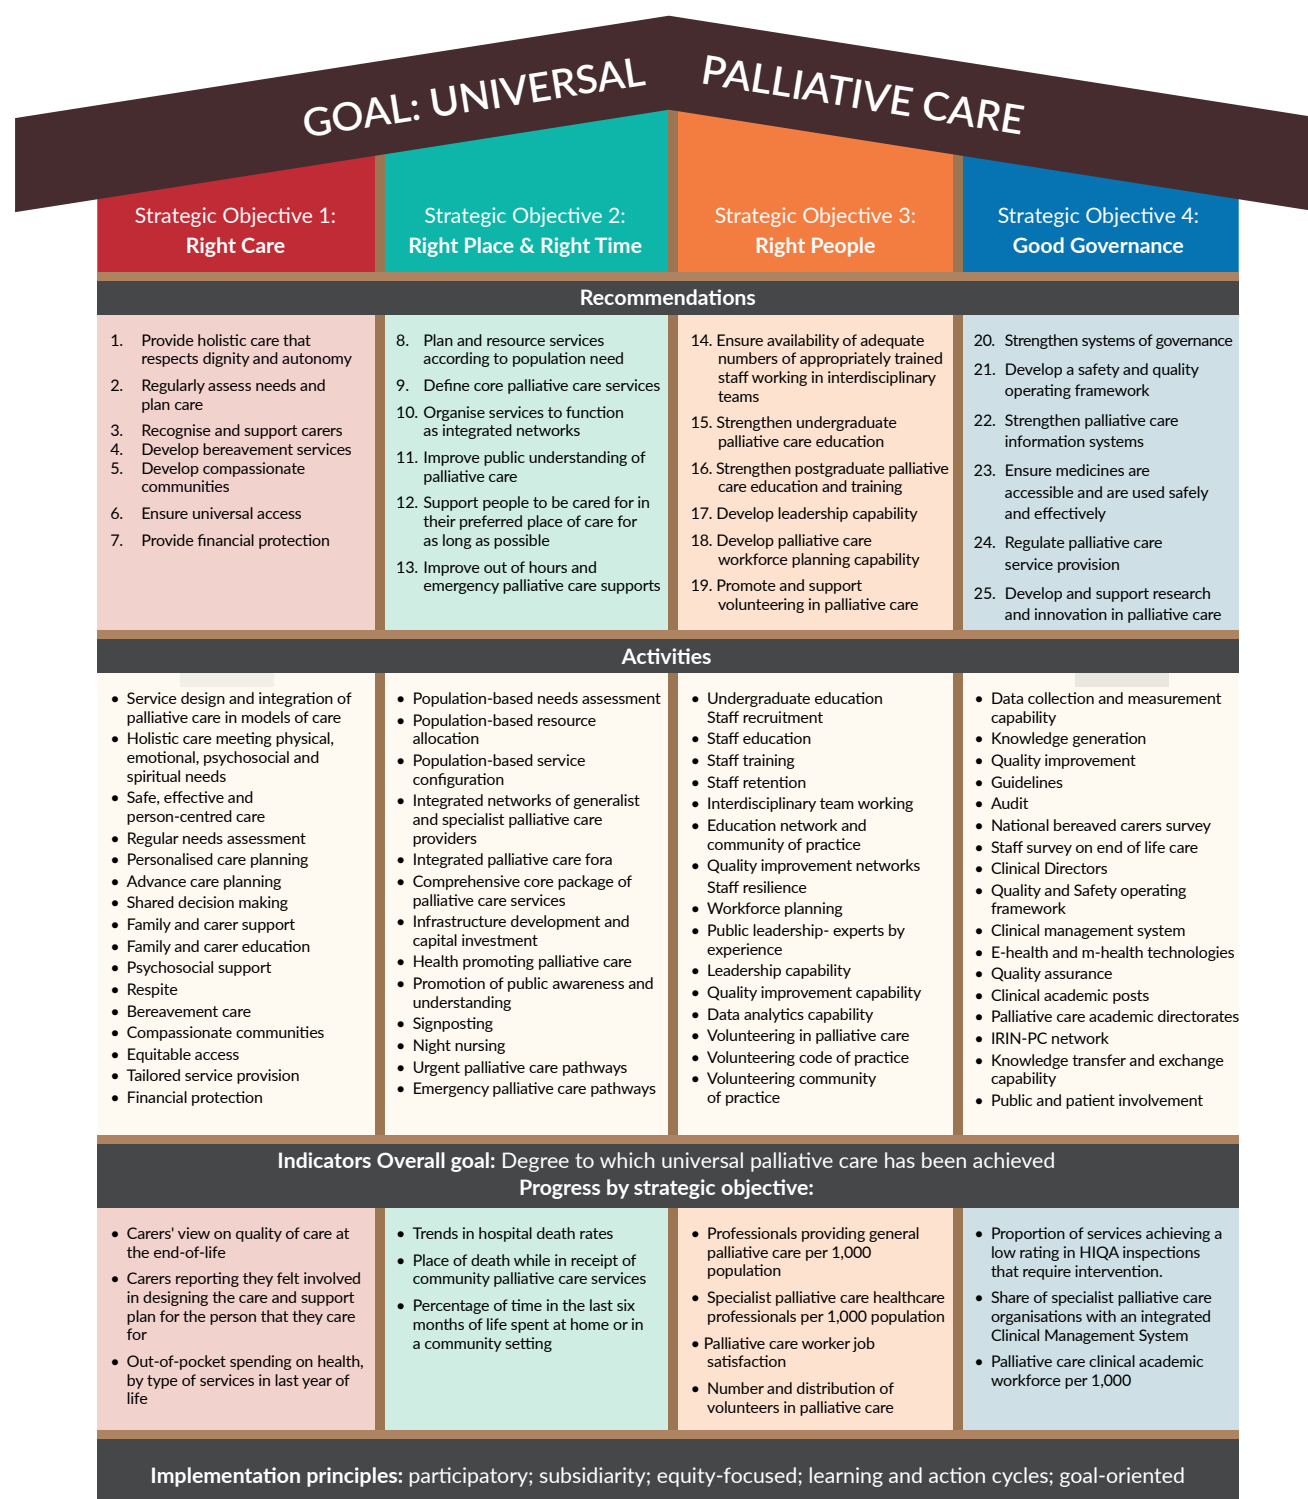 GOAL: UNIVERSAL PALLIATIVE CARE
Strategic Objective 1:
Right Care
Strategic Objective 2:
Right Place & Right Time
Strategic Objective 3:
Right People
Strategic Objective 4:
Good Governance
Recommendations
1. Provide holistic care that
respects dignity and autonomy
2. Regularly assess needs and
plan care
3. Recognise and support carers
4. Develop bereavement services
5. Develop compassionate
communities
6. Ensure universal access
7. Provide financial protection
8. Plan and resource services
according to population need
9. Define core palliative care services
10. Organise services to function
as integrated networks
11. Improve public understanding of
palliative care
12. Support people to be cared for in
their preferred place of care for
as long as possible
13. Improve out of hours and
emergency palliative care supports
14. Ensure availability of adequate
numbers of appropriately trained
staff working in interdisciplinary
teams
15. Strengthen undergraduate
palliative care education
16. Strengthen postgraduate palliative
care education and training
17. Develop leadership capability
18. Develop palliative care
workforce planning capability
19. Promote and support
volunteering in palliative care
20. Strengthen systems of governance
21. Develop a safety and quality
operating framework
22. Strengthen palliative care
information systems
23. Ensure medicines are
accessible and are used safely
and effectively
24. Regulate palliative care
service provision
25. Develop and support research
and innovation in palliative care
Activities
• Service design and integration of
palliative care in models of care
• Holistic care meeting physical,
emotional, psychosocial and
spiritual needs
• Safe, effective and
person-centred care
• Regular needs assessment
• Personalised care planning
• Advance care planning
• Shared decision making
• Family and carer support
• Family and carer education
• Psychosocial support
• Respite
• Bereavement care
• Compassionate communities
• Equitable access
• Tailored service provision
• Financial protection
• Population-based needs assessment
• Population-based resource
allocation
• Population-based service
configuration
• Integrated networks of generalist
and specialist palliative care
providers
• Integrated palliative care fora
• Comprehensive core package of
palliative care services
• Infrastructure development and
capital investment
• Health promoting palliative care
• Promotion of public awareness and
understanding
• Signposting
• Night nursing
• Urgent palliative care pathways
• Emergency palliative care pathways
• Undergraduate education
Staff recruitment
• Staff education
• Staff training
• Staff retention
• Interdisciplinary team working
• Education network and
community of practice
• Quality improvement networks
Staff resilience
• Workforce planning
• Public leadership- experts by
experience
• Leadership capability
• Quality improvement capability
• Data analytics capability
• Volunteering in palliative care
• Volunteering code of practice
• Volunteering community
of practice
• Data collection and measurement
capability
• Knowledge generation
• Quality improvement
• Guidelines
• Audit
• National bereaved carers survey
• Staff survey on end of life care
• Clinical Directors
• Quality and Safety operating
framework
• Clinical management system
• E-health and m-health technologies
• Quality assurance
• Clinical academic posts
• Palliative care academic directorates
• IRIN-PC network
• Knowledge transfer and exchange
capability
• Public and patient involvement
Indicators Overall goal: Degree to which universal palliative care has been achieved
Progress by strategic objective:
• Carers' view on quality of care at
the end-of-life
• Carers reporting they felt involved
in designing the care and support
plan for the person that they care
for
• Out-of-pocket spending on health,
by type of services in last year of
life
• Trends in hospital death rates
• Place of death while in receipt of
community palliative care services
• Percentage of time in the last six
months of life spent at home or in
a community setting
• Professionals providing general
palliative care per 1,000
population
• Specialist palliative care healthcare
professionals per 1,000 population
• Palliative care worker job
satisfaction
• Number and distribution of
volunteers in palliative care
• Proportion of services achieving a
low rating in HIQA inspections
that require intervention.
• Share of specialist palliative care
organisations with an integrated
Clinical Management System
• Palliative care clinical academic
workforce per 1,000
Implementation principles: participatory; subsidiarity; equity-focused; learning and action cycles; goal-oriented